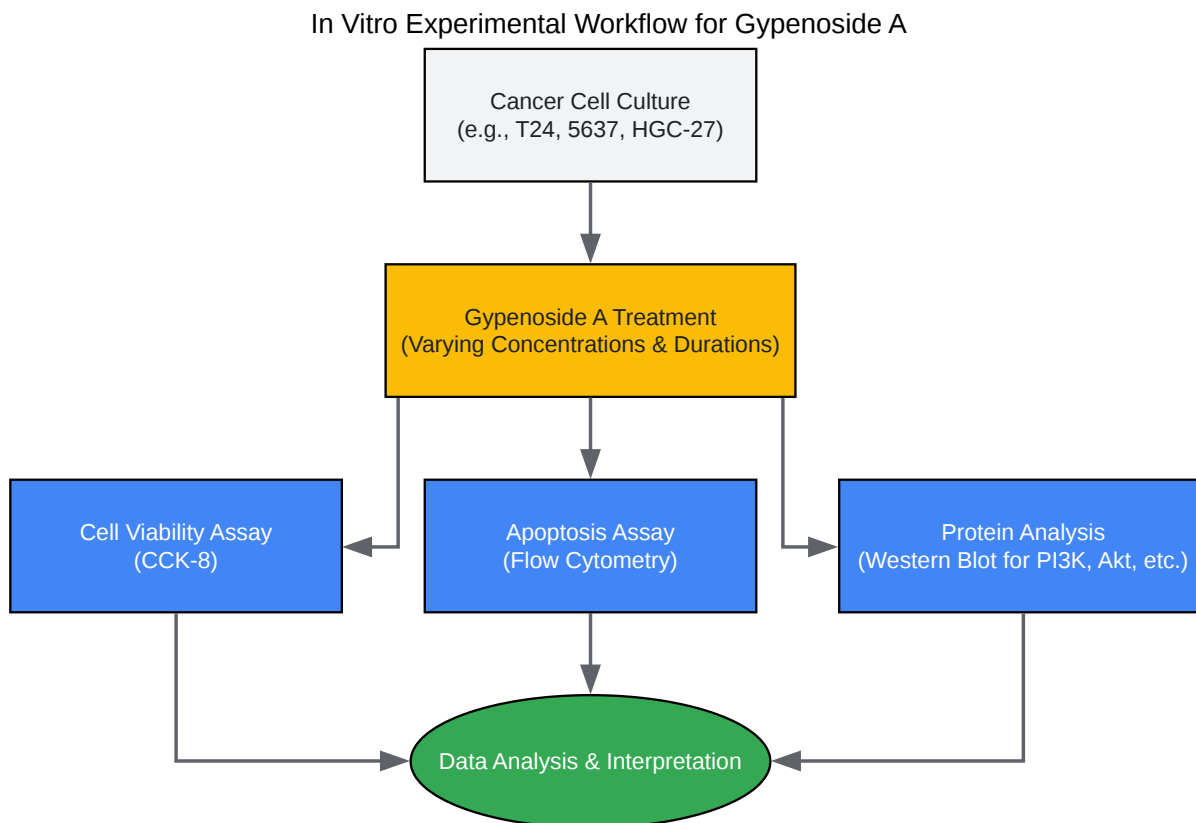 In Vitro Experimental Workflow for Gypenoside A
Cancer Cell Culture
(e.g., T24, 5637, HGC-27)
Gypenoside A Treatment
(Varying Concentrations & Durations)
Cell Viability Assay
(CCK-8)
Apoptosis Assay
(Flow Cytometry)
Protein Analysis
(Western Blot for PI3K, Akt, etc.)
Data Analysis & Interpretation